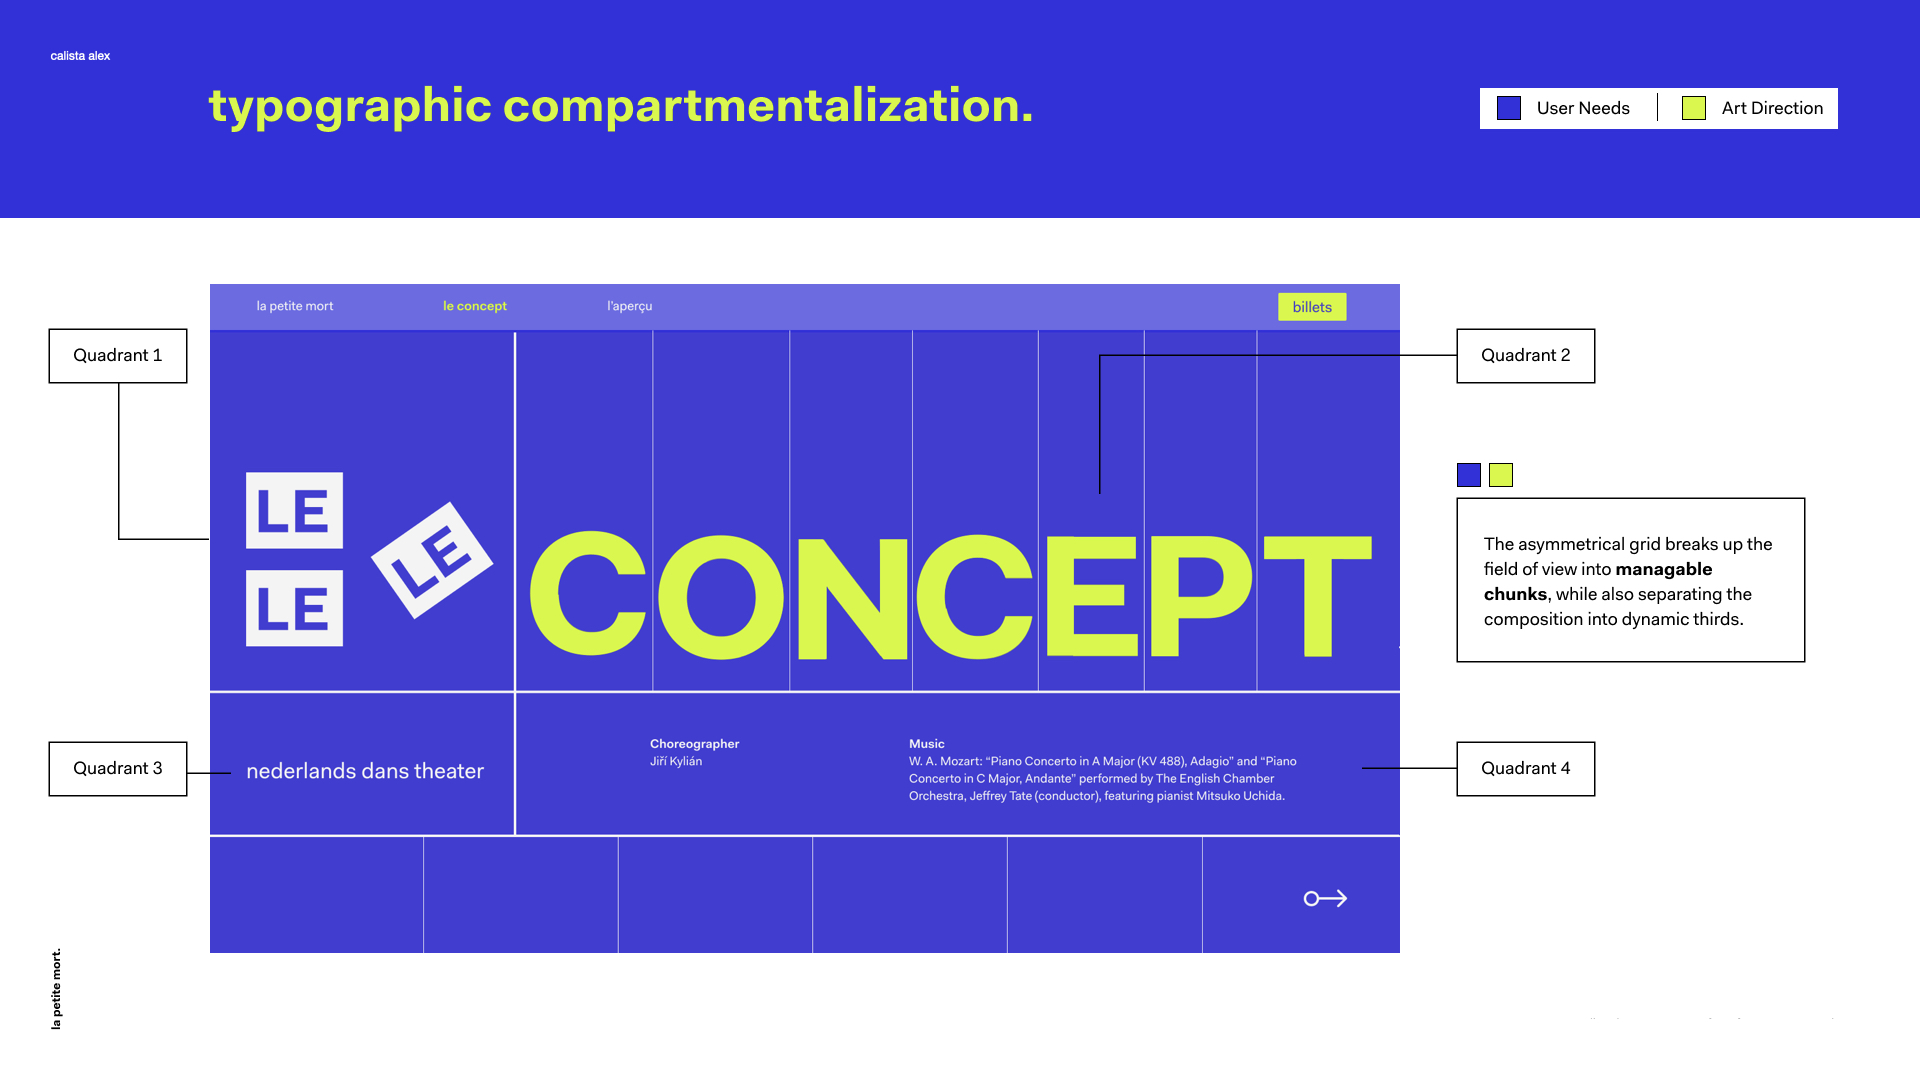 calista alex
typographic compartmentalization.
User Needs
Art Direction
la petite mort
le concept
l'aperçu
billets
Quadrant 1
Quadrant 2
LE
LE
LE
CONCEPT
The asymmetrical grid breaks up the
field of view into managable
chunks, while also separating the
composition into dynamic thirds.
Quadrant 3
nederlands dans theater
Choreographer
Jiří Kylián
Music
W. A. Mozart: “Piano Concerto in A Major (KV 488), Adagio” and “Piano
Concerto in C Major, Andante” performed by The English Chamber
Orchestra, Jeffrey Tate (conductor), featuring pianist Mitsuko Uchida.
Quadrant 4
la petite mort.